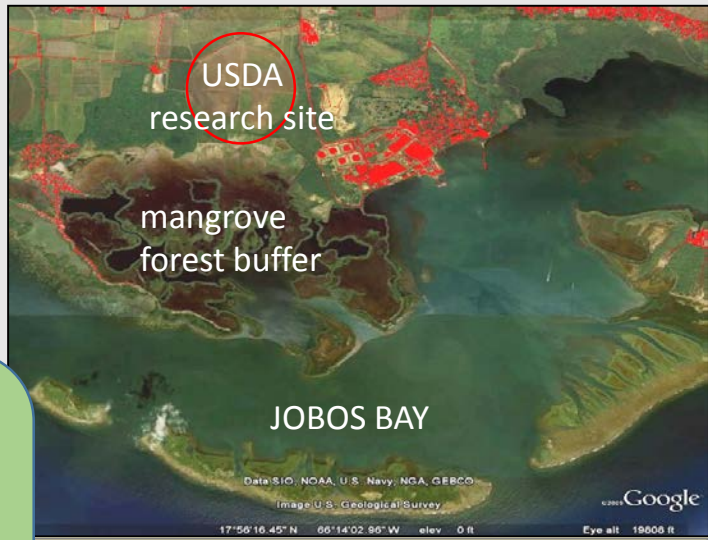 USDA
research site
mangrove
forest buffer
JOBOS BAY
Data SIO, NOAA, U.S. Navy, NGA, GEBCO
Image U.S. Geological Survey
©2009 Google
17°56'16.45" N 66°14'02.96" W elev 0 ft Eye alt 19808 ft